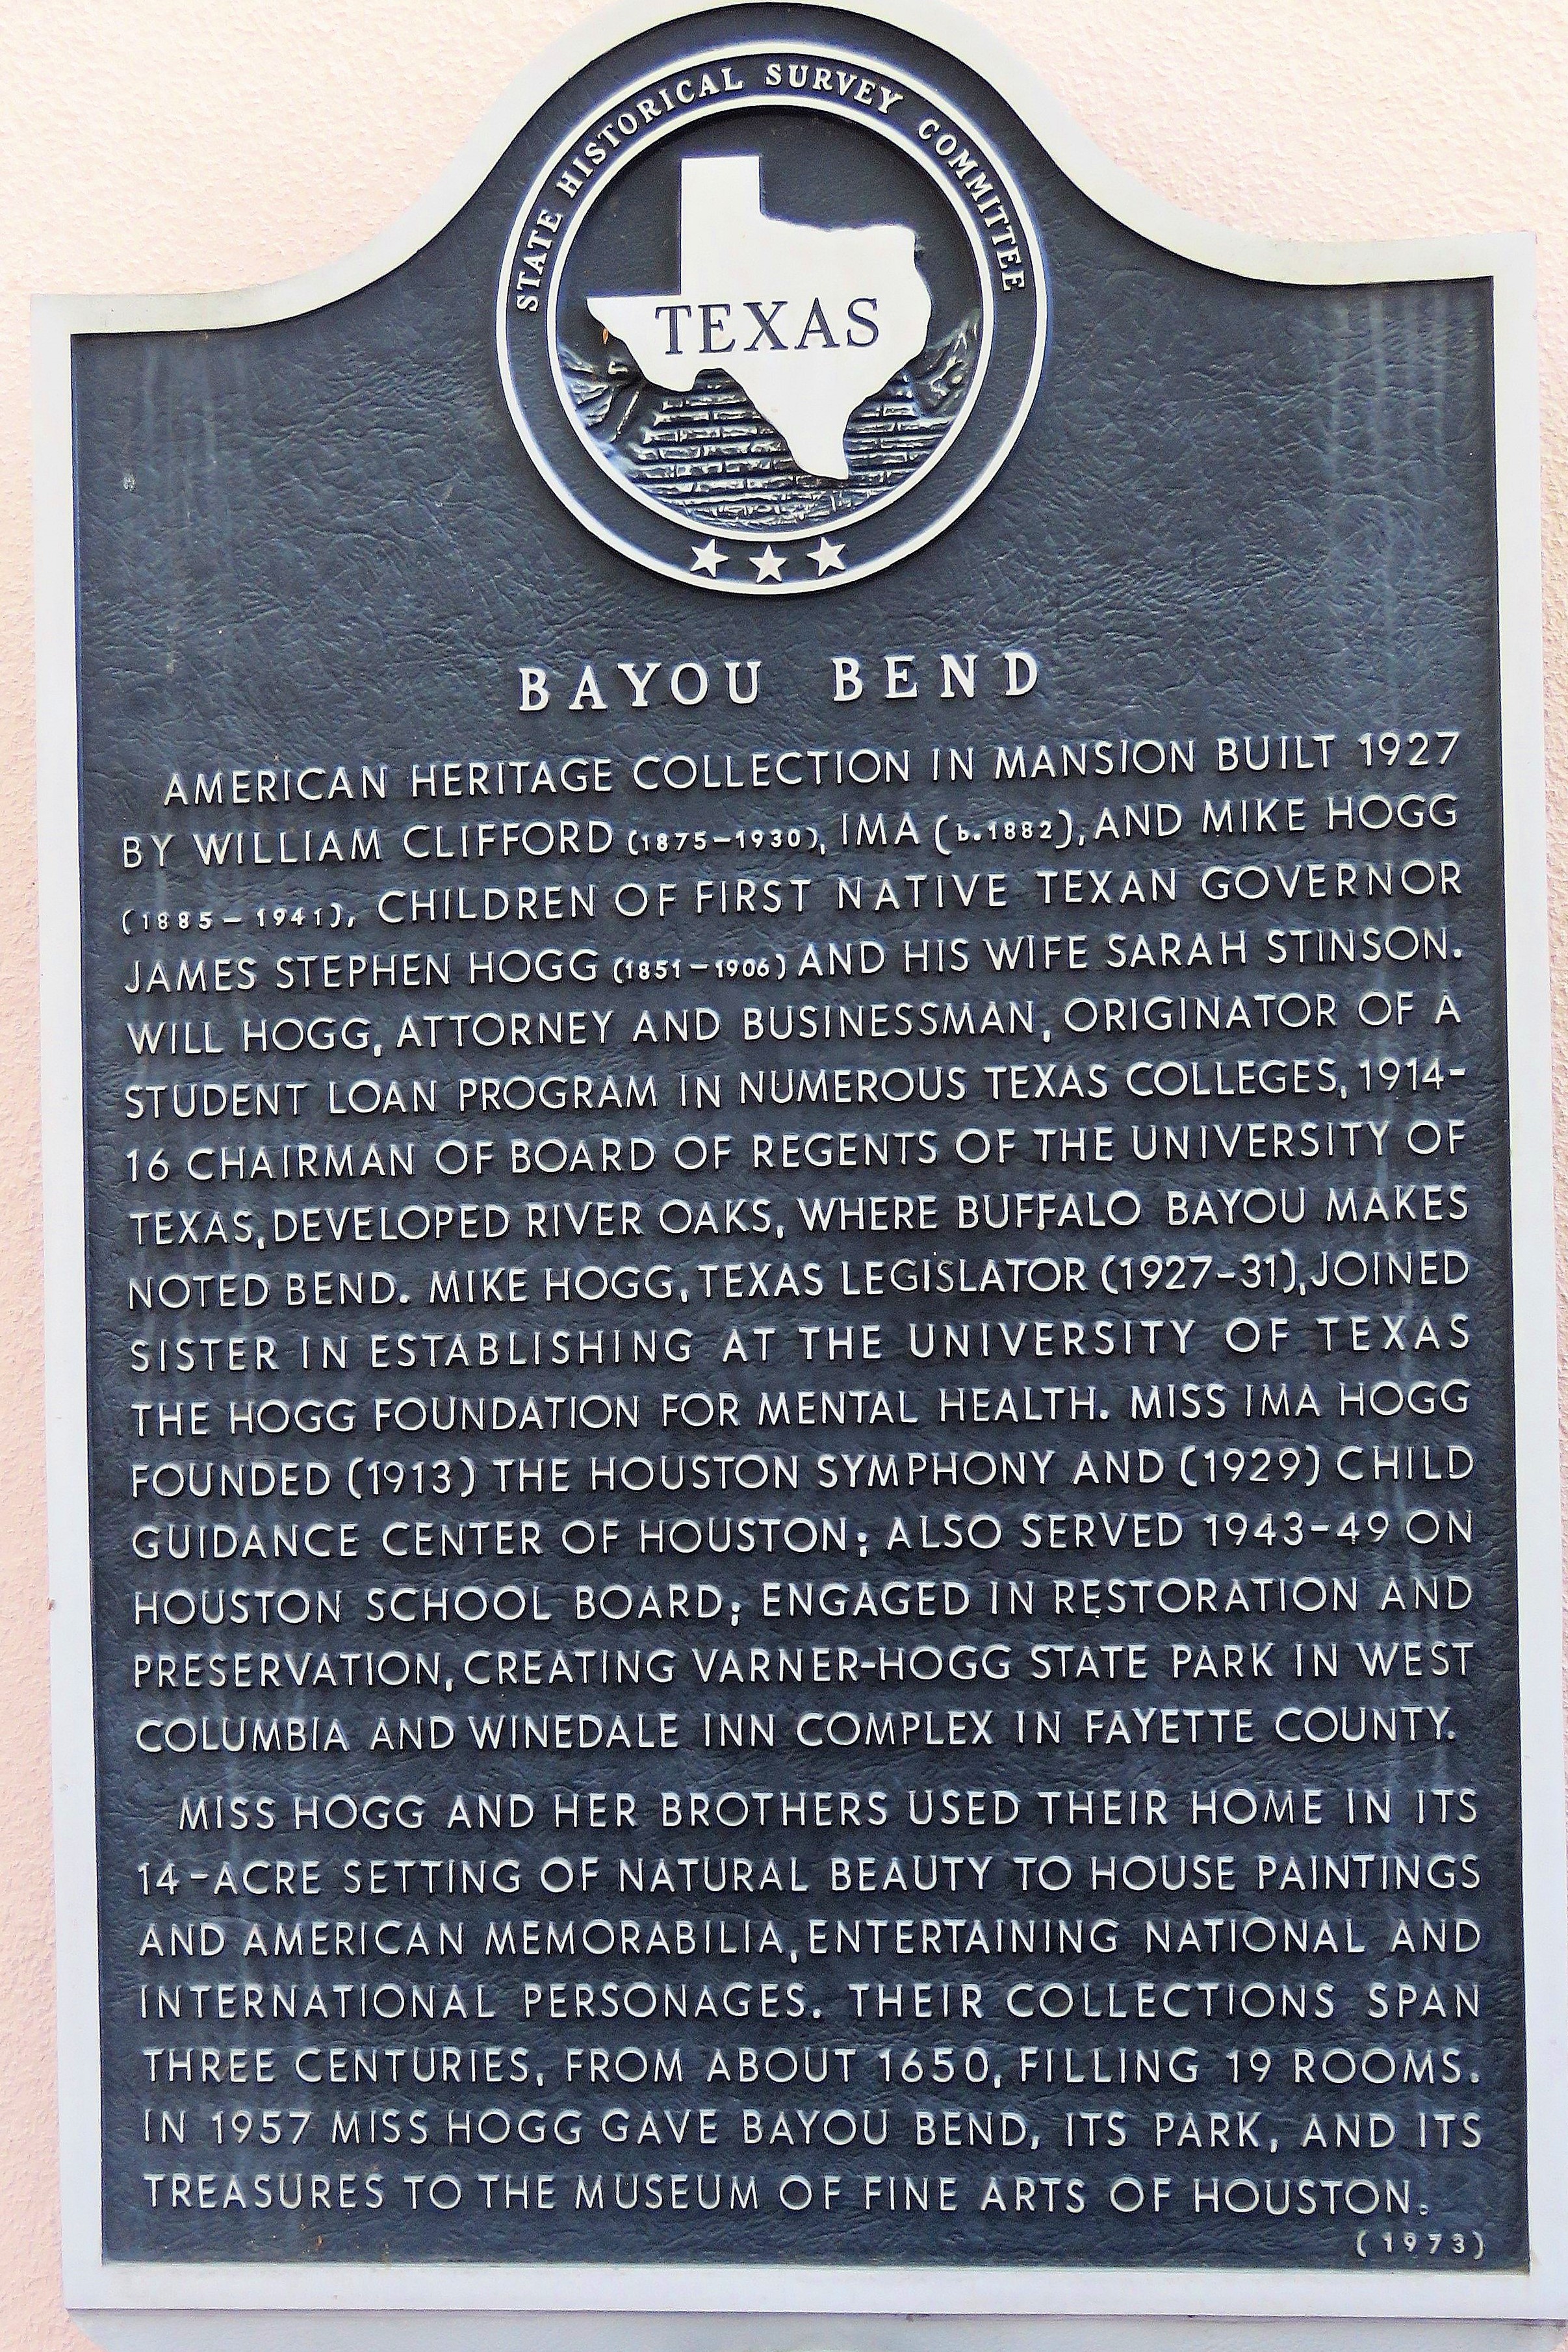 STATE HISTORICAL SURVEY COMMITTEE
TEXAS
BAYOU BEND
AMERICAN HERITAGE COLLECTION IN MANSION BUILT 1927
BY WILLIAM CLIFFORD (1875-1930), IMA (b.1882), AND MIKE HOGG
(1885-1941), CHILDREN OF FIRST NATIVE TEXAN GOVERNOR
JAMES STEPHEN HOGG (1851-1906) AND HIS WIFE SARAH STINSON.
WILL HOGG, ATTORNEY AND BUSINESSMAN, ORIGINATOR OF A
STUDENT LOAN PROGRAM IN NUMEROUS TEXAS COLLEGES, 1914-
16 CHAIRMAN OF BOARD OF REGENTS OF THE UNIVERSITY OF
TEXAS, DEVELOPED RIVER OAKS, WHERE BUFFALO BAYOU MAKES
NOTED BEND. MIKE HOGG, TEXAS LEGISLATOR (1927-31), JOINED
SISTER IN ESTABLISHING AT THE UNIVERSITY OF TEXAS
THE HOGG FOUNDATION FOR MENTAL HEALTH. MISS IMA HOGG
FOUNDED (1913) THE HOUSTON SYMPHONY AND (1929) CHILD
GUIDANCE CENTER OF HOUSTON; ALSO SERVED 1943-49 ON
HOUSTON SCHOOL BOARD; ENGAGED IN RESTORATION AND
PRESERVATION, CREATING VARNER-HOGG STATE PARK IN WEST
COLUMBIA AND WINEDALE INN COMPLEX IN FAYETTE COUNTY.
MISS HOGG AND HER BROTHERS USED THEIR HOME IN ITS
14-ACRE SETTING OF NATURAL BEAUTY TO HOUSE PAINTINGS
AND AMERICAN MEMORABILIA, ENTERTAINING NATIONAL AND
INTERNATIONAL PERSONAGES. THEIR COLLECTIONS SPAN
THREE CENTURIES, FROM ABOUT 1650, FILLING 19 ROOMS.
IN 1957 MISS HOGG GAVE BAYOU BEND, ITS PARK, AND ITS
TREASURES TO THE MUSEUM OF FINE ARTS OF HOUSTON.
(1973)